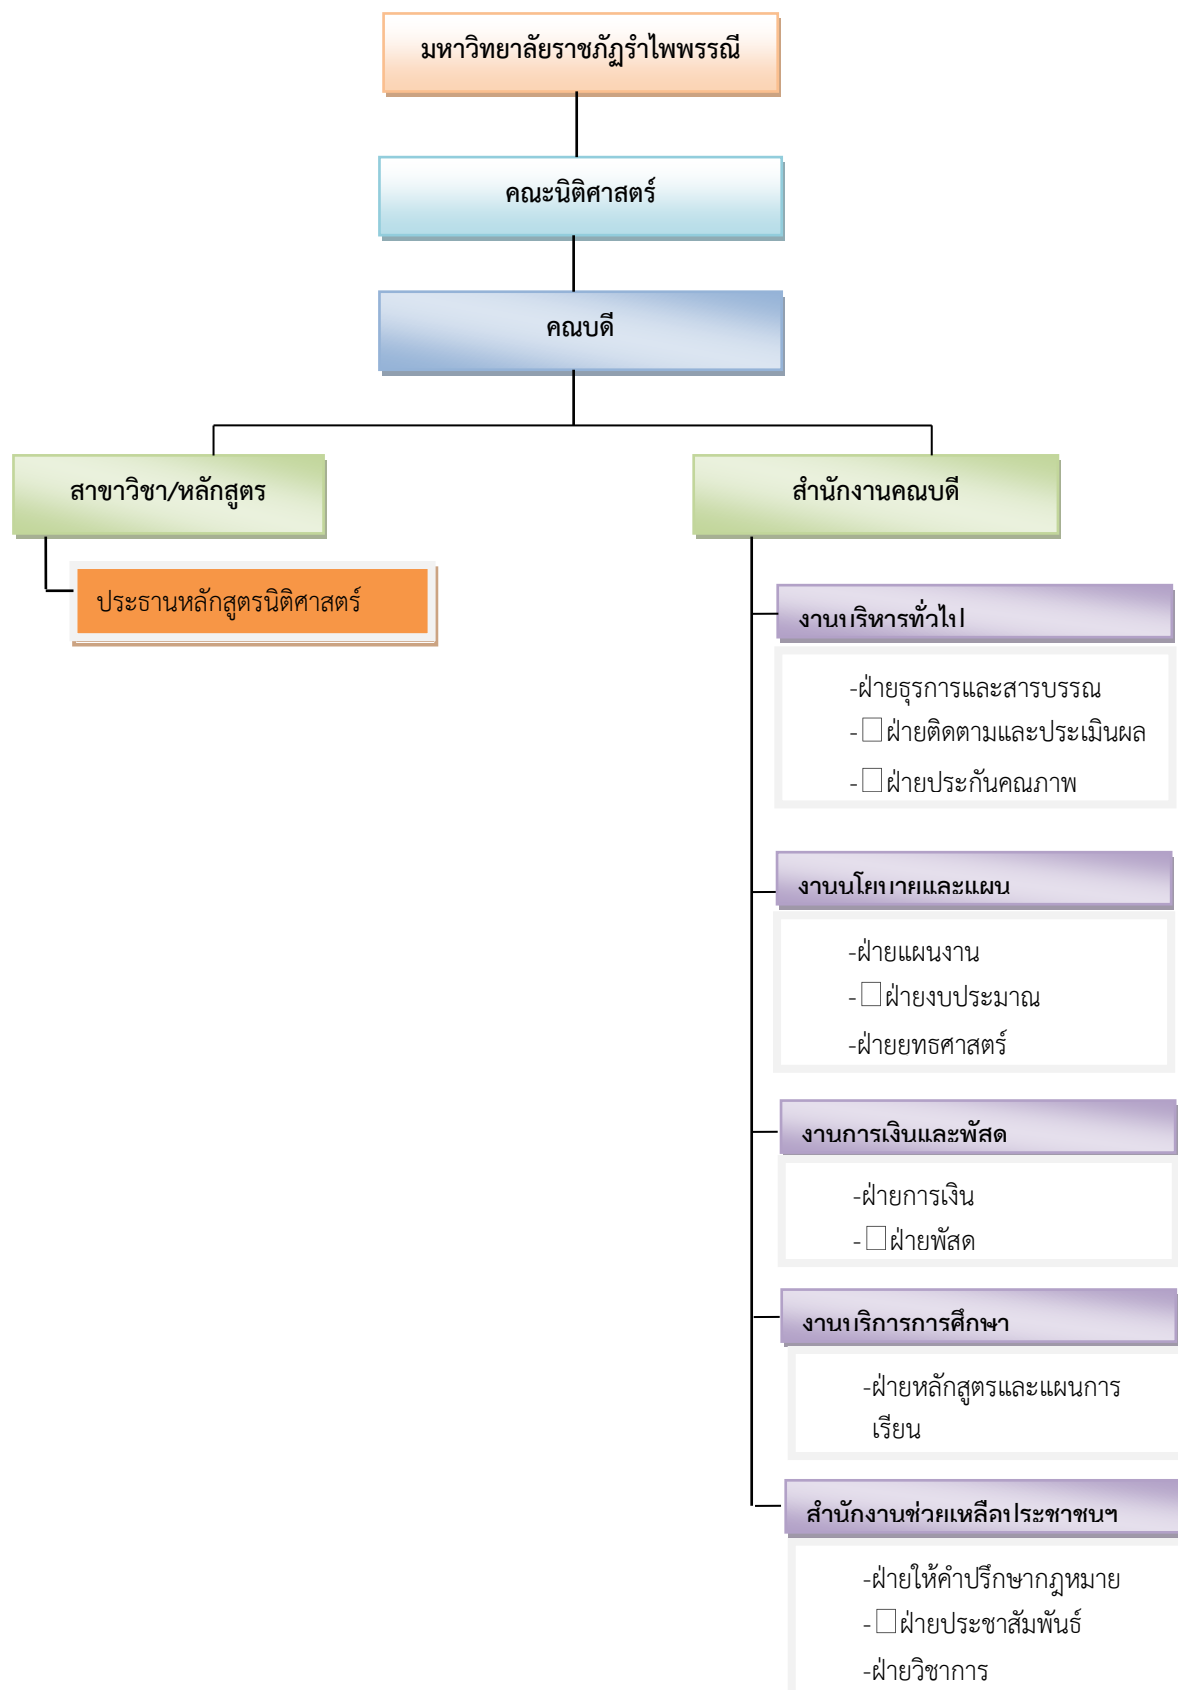 มหาวิทยาลัยราชภัฏรำไพพรรณี
คณะนิติศาสตร์
คณบดี
สาขาวิชา/หลักสูตร
สำนักงานคณบดี
ประธานหลักสูตรนิติศาสตร์
งานบริหารทั่วไป
-ฝ่ายธุรการและสารบรรณ
-□ฝ่ายติดตามและประเมินผล
-□ฝ่ายประกันคุณภาพ
งานนโยบายและแผน
-ฝ่ายแผนงาน
-□ฝ่ายงบประมาณ
-ฝ่ายยุทธศาสตร์
งานการเงินและพัสดุ
-ฝ่ายการเงิน
-□ฝ่ายพัสดุ
งานบริการการศึกษา
-ฝ่ายหลักสูตรและแผนการ
เรียน
สำนักงานช่วยเหลือประชาชนฯ
-ฝ่ายให้คำปรึกษากฎหมาย
-□ฝ่ายประชาสัมพันธ์
-ฝ่ายวิชาการ